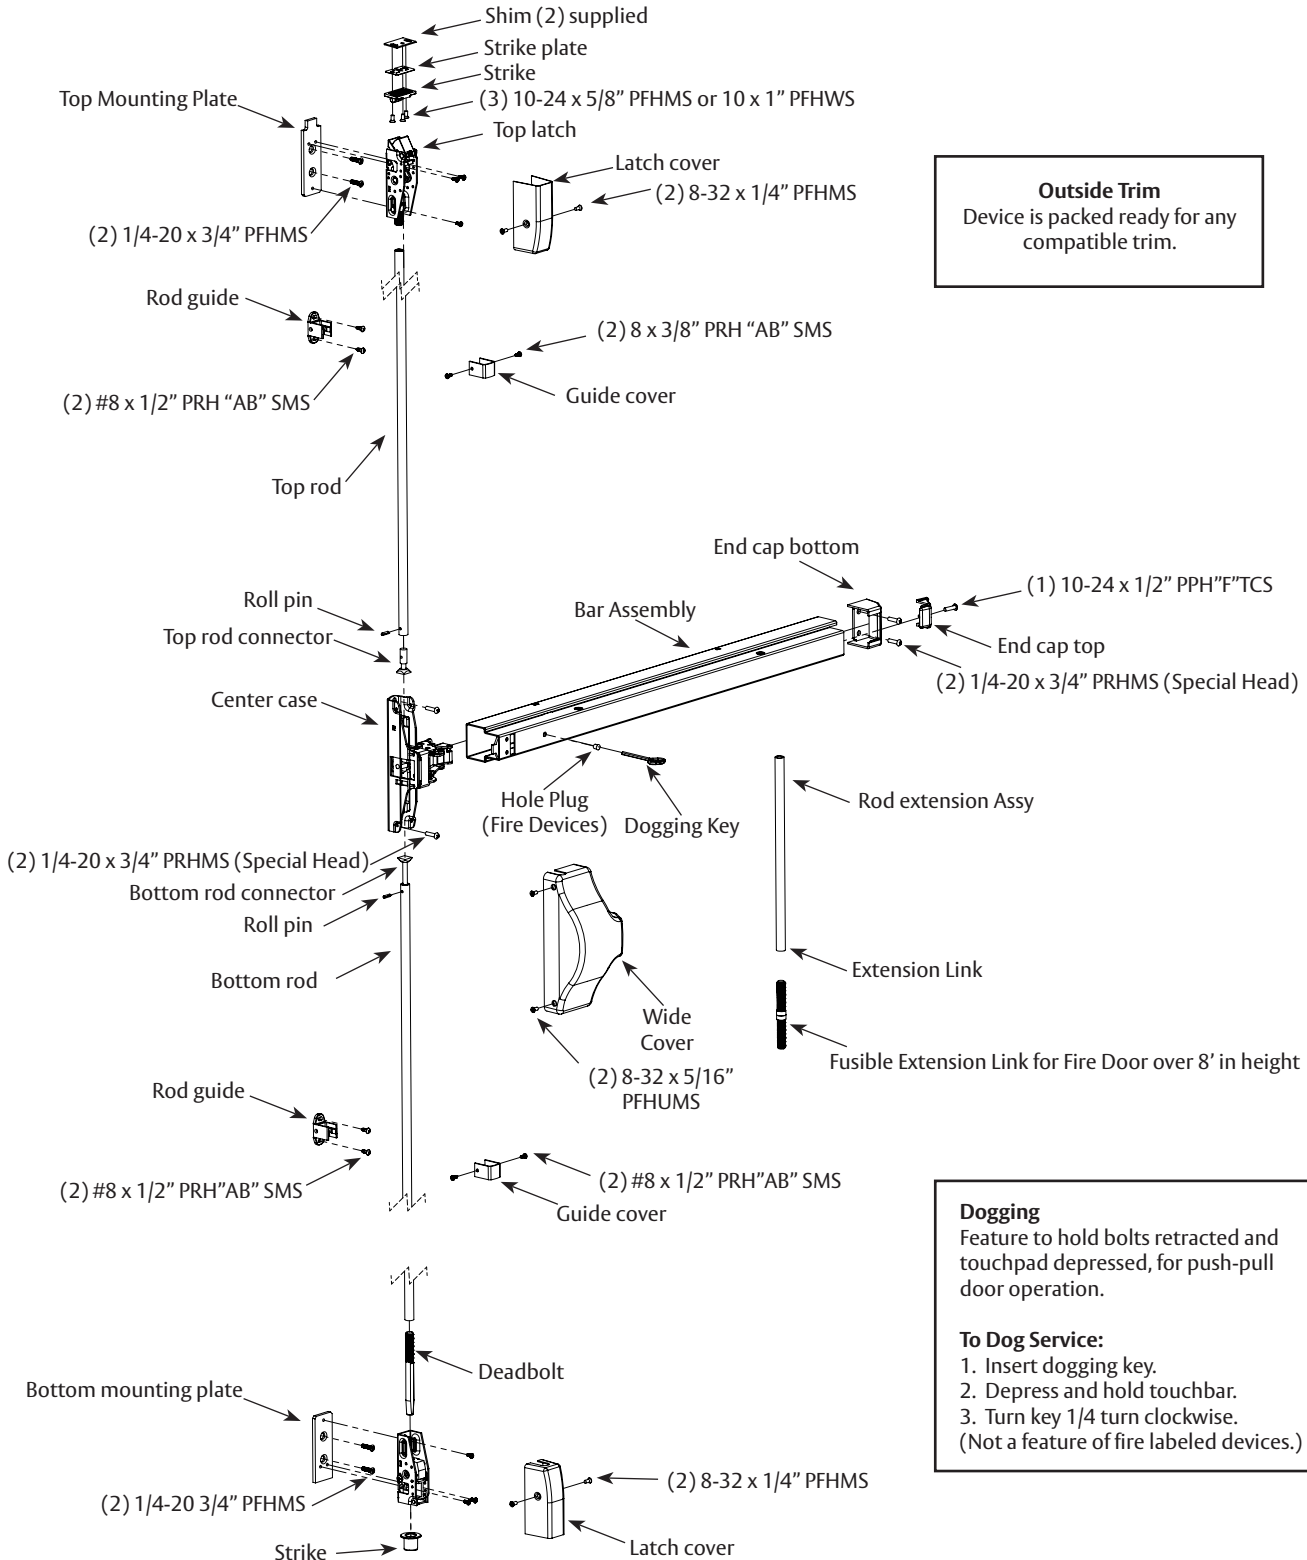 Shim (2) supplied
Strike plate
Strike
(3) 10-24 x 5/8” PFHMS or 10 x 1” PFHWS
Top Mounting Plate
Top latch
Latch cover
(2) 8-32 x 1/4” PFHMS
(2) 1/4-20 x 3/4” PFHMS
Outside Trim
Device is packed ready for any
compatible trim.
Rod guide
(2) 8 x 3/8” PRH “AB” SMS
(2) #8 x 1/2” PRH “AB” SMS
Guide cover
Top rod
End cap bottom
(1) 10-24 x 1/2” PPH”F”TCS
Roll pin
Bar Assembly
Top rod connector
End cap top
(2) 1/4-20 x 3/4” PRHMS (Special Head)
Center case
Hole Plug
(Fire Devices)
Dogging Key
Rod extension Assy
(2) 1/4-20 x 3/4” PRHMS (Special Head)
Bottom rod connector
Roll pin
Bottom rod
Extension Link
Wide
Cover
Fusible Extension Link for Fire Door over 8’ in height
(2) 8-32 x 5/16”
PFHUMS
Rod guide
(2) #8 x 1/2” PRH”AB” SMS
(2) #8 x 1/2” PRH”AB” SMS
Guide cover
Dogging
Feature to hold bolts retracted and
touchpad depressed, for push-pull
door operation.
To Dog Service:
1. Insert dogging key.
2. Depress and hold touchbar.
3. Turn key 1/4 turn clockwise.
(Not a feature of fire labeled devices.)
Deadbolt
Bottom mounting plate
(2) 8-32 x 1/4” PFHMS
(2) 1/4-20 3/4” PFHMS
Strike
Latch cover